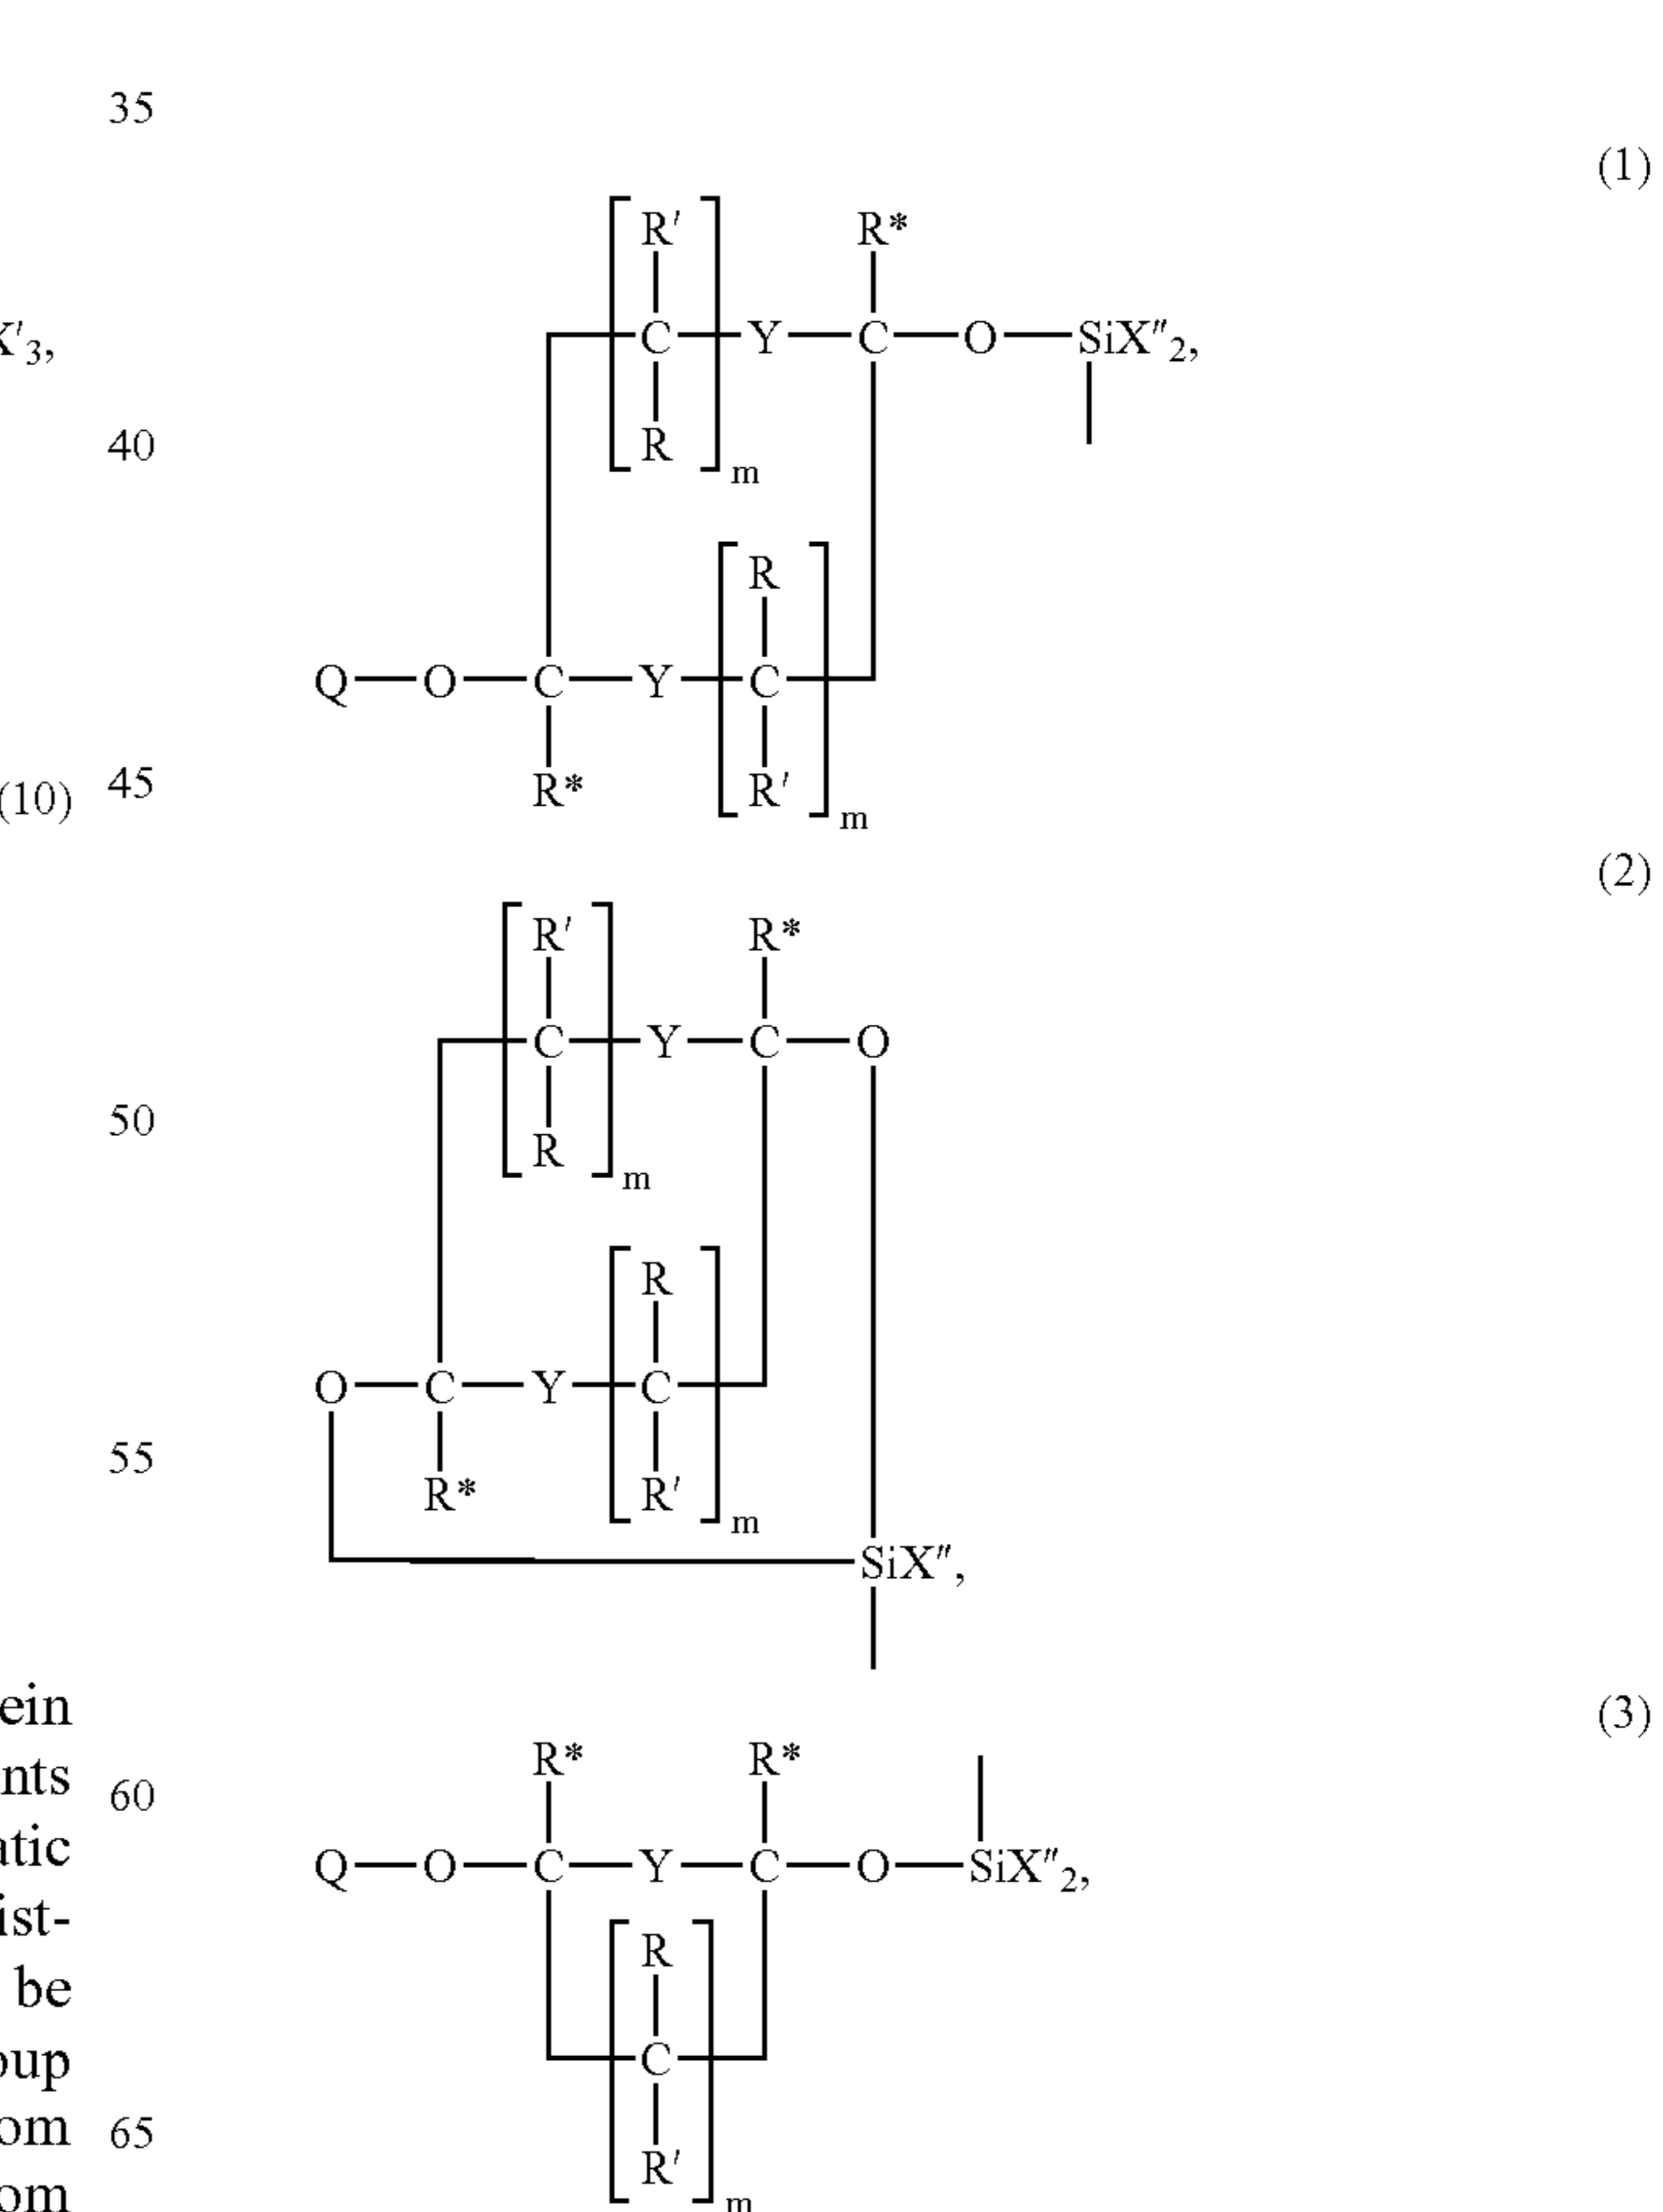 35
(1)
R' R*
X'3,
C Y C O SiX"2,
40
R
m
R
Q O C Y C
45
(10)
R* R'
m
(2)
R' R*
C Y C O
50
R
m
R
O C Y C
55
R* R'
m
SiX",
ein
(3)
R* R*
nts
60
atic
Q O C Y C O SiX"2,
ist-
R
be
C
oup
om
65
R'
om
m